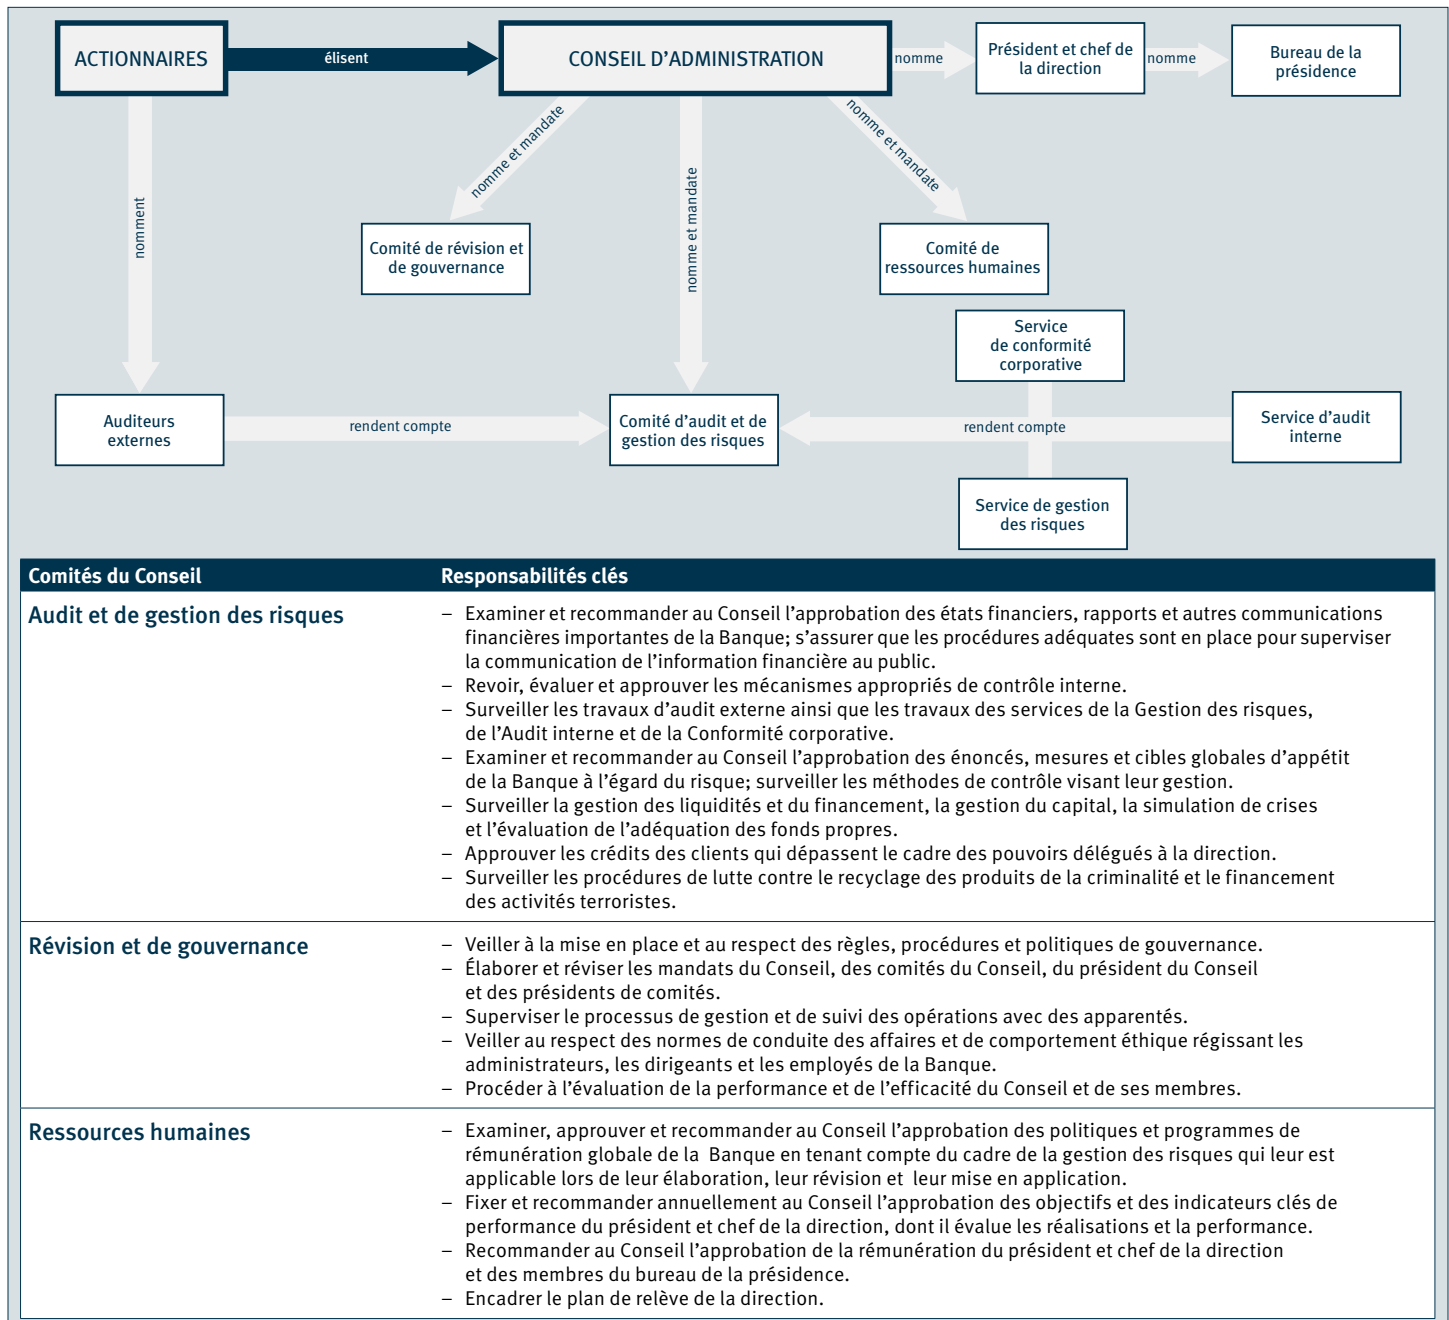 ACTIONNAIRES
élisent
CONSEIL D'ADMINISTRATION
nomme
Président et chef de
la direction
nomme
Bureau de la
présidence
nomment
nomme et mandate
nomme et mandate
nomme et mandate
Comité de révision et
de gouvernance
Comité de
ressources humaines
Service
de conformité
corporative
Auditeurs
externes
rendent compte
Comité d'audit et de
gestion des risques
rendent compte
Service d'audit
interne
Service de gestion
des risques
Comités du Conseil
Responsabilités clés
Audit et de gestion des risques
– Examiner et recommander au Conseil l'approbation des états financiers, rapports et autres communications
financières importantes de la Banque; s'assurer que les procédures adéquates sont en place pour superviser
la communication de l'information financière au public.
– Revoir, évaluer et approuver les mécanismes appropriés de contrôle interne.
– Surveiller les travaux d'audit externe ainsi que les travaux des services de la Gestion des risques,
de l'Audit interne et de la Conformité corporative.
– Examiner et recommander au Conseil l'approbation des énoncés, mesures et cibles globales d'appétit
de la Banque à l'égard du risque; surveiller les méthodes de contrôle visant leur gestion.
– Surveiller la gestion des liquidités et du financement, la gestion du capital, la simulation de crises
et l'évaluation de l'adéquation des fonds propres.
– Approuver les crédits des clients qui dépassent le cadre des pouvoirs délégués à la direction.
– Surveiller les procédures de lutte contre le recyclage des produits de la criminalité et le financement
des activités terroristes.
Révision et de gouvernance
– Veiller à la mise en place et au respect des règles, procédures et politiques de gouvernance.
– Élaborer et réviser les mandats du Conseil, des comités du Conseil, du président du Conseil
et des présidents de comités.
– Superviser le processus de gestion et de suivi des opérations avec des apparentés.
– Veiller au respect des normes de conduite des affaires et de comportement éthique régissant les
administrateurs, les dirigeants et les employés de la Banque.
– Procéder à l'évaluation de la performance et de l'efficacité du Conseil et de ses membres.
Ressources humaines
– Examiner, approuver et recommander au Conseil l'approbation des politiques et programmes de
rémunération globale de la Banque en tenant compte du cadre de la gestion des risques qui leur est
applicable lors de leur élaboration, leur révision et leur mise en application.
– Fixer et recommander annuellement au Conseil l'approbation des objectifs et des indicateurs clés de
performance du président et chef de la direction, dont il évalue les réalisations et la performance.
– Recommander au Conseil l'approbation de la rémunération du président et chef de la direction
et des membres du bureau de la présidence.
– Encadrer le plan de relève de la direction.